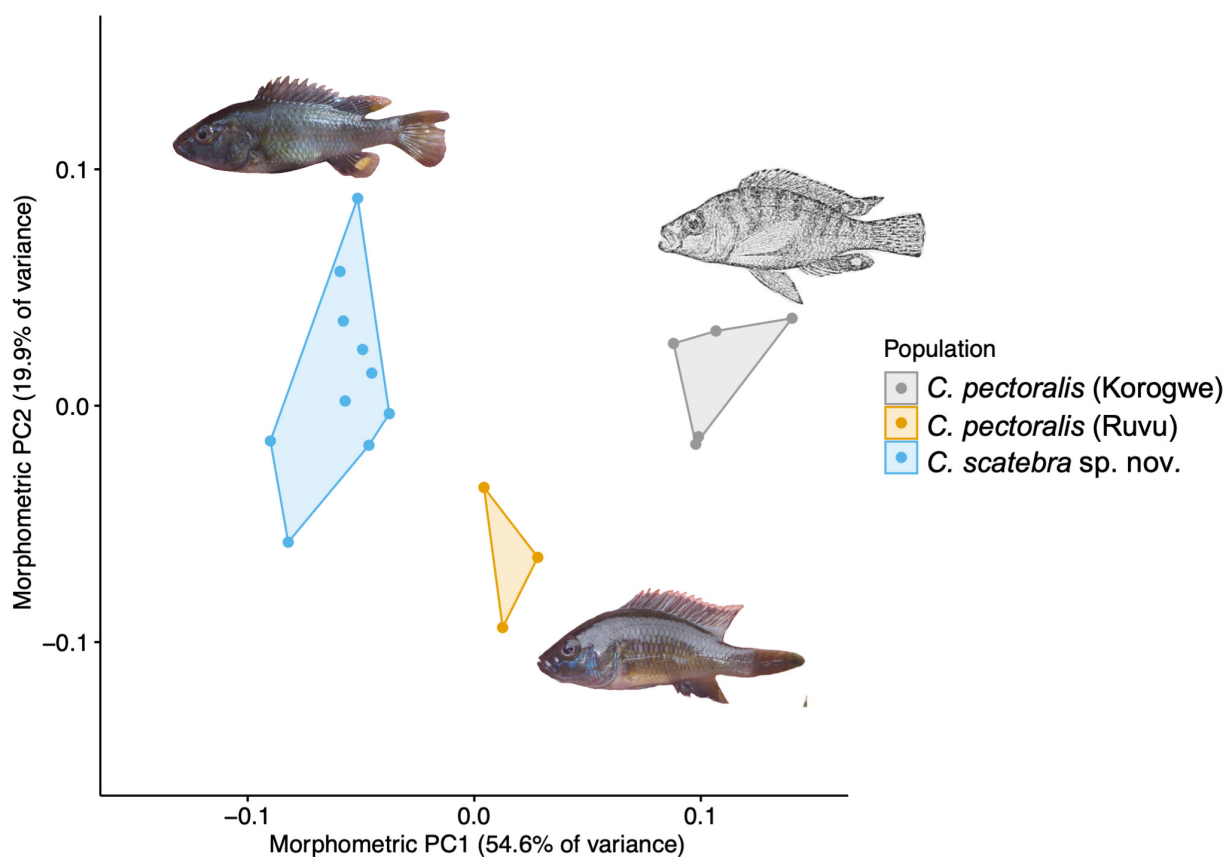 0.1
0.0
−0.1
Morphometric PC2 (19.9% of variance)
−0.1 0.0 0.1
Morphometric PC1 (54.6% of variance)
Population
C. pectoralis (Korogwe)
C. pectoralis (Ruvu)
C. scatebra sp. nov.